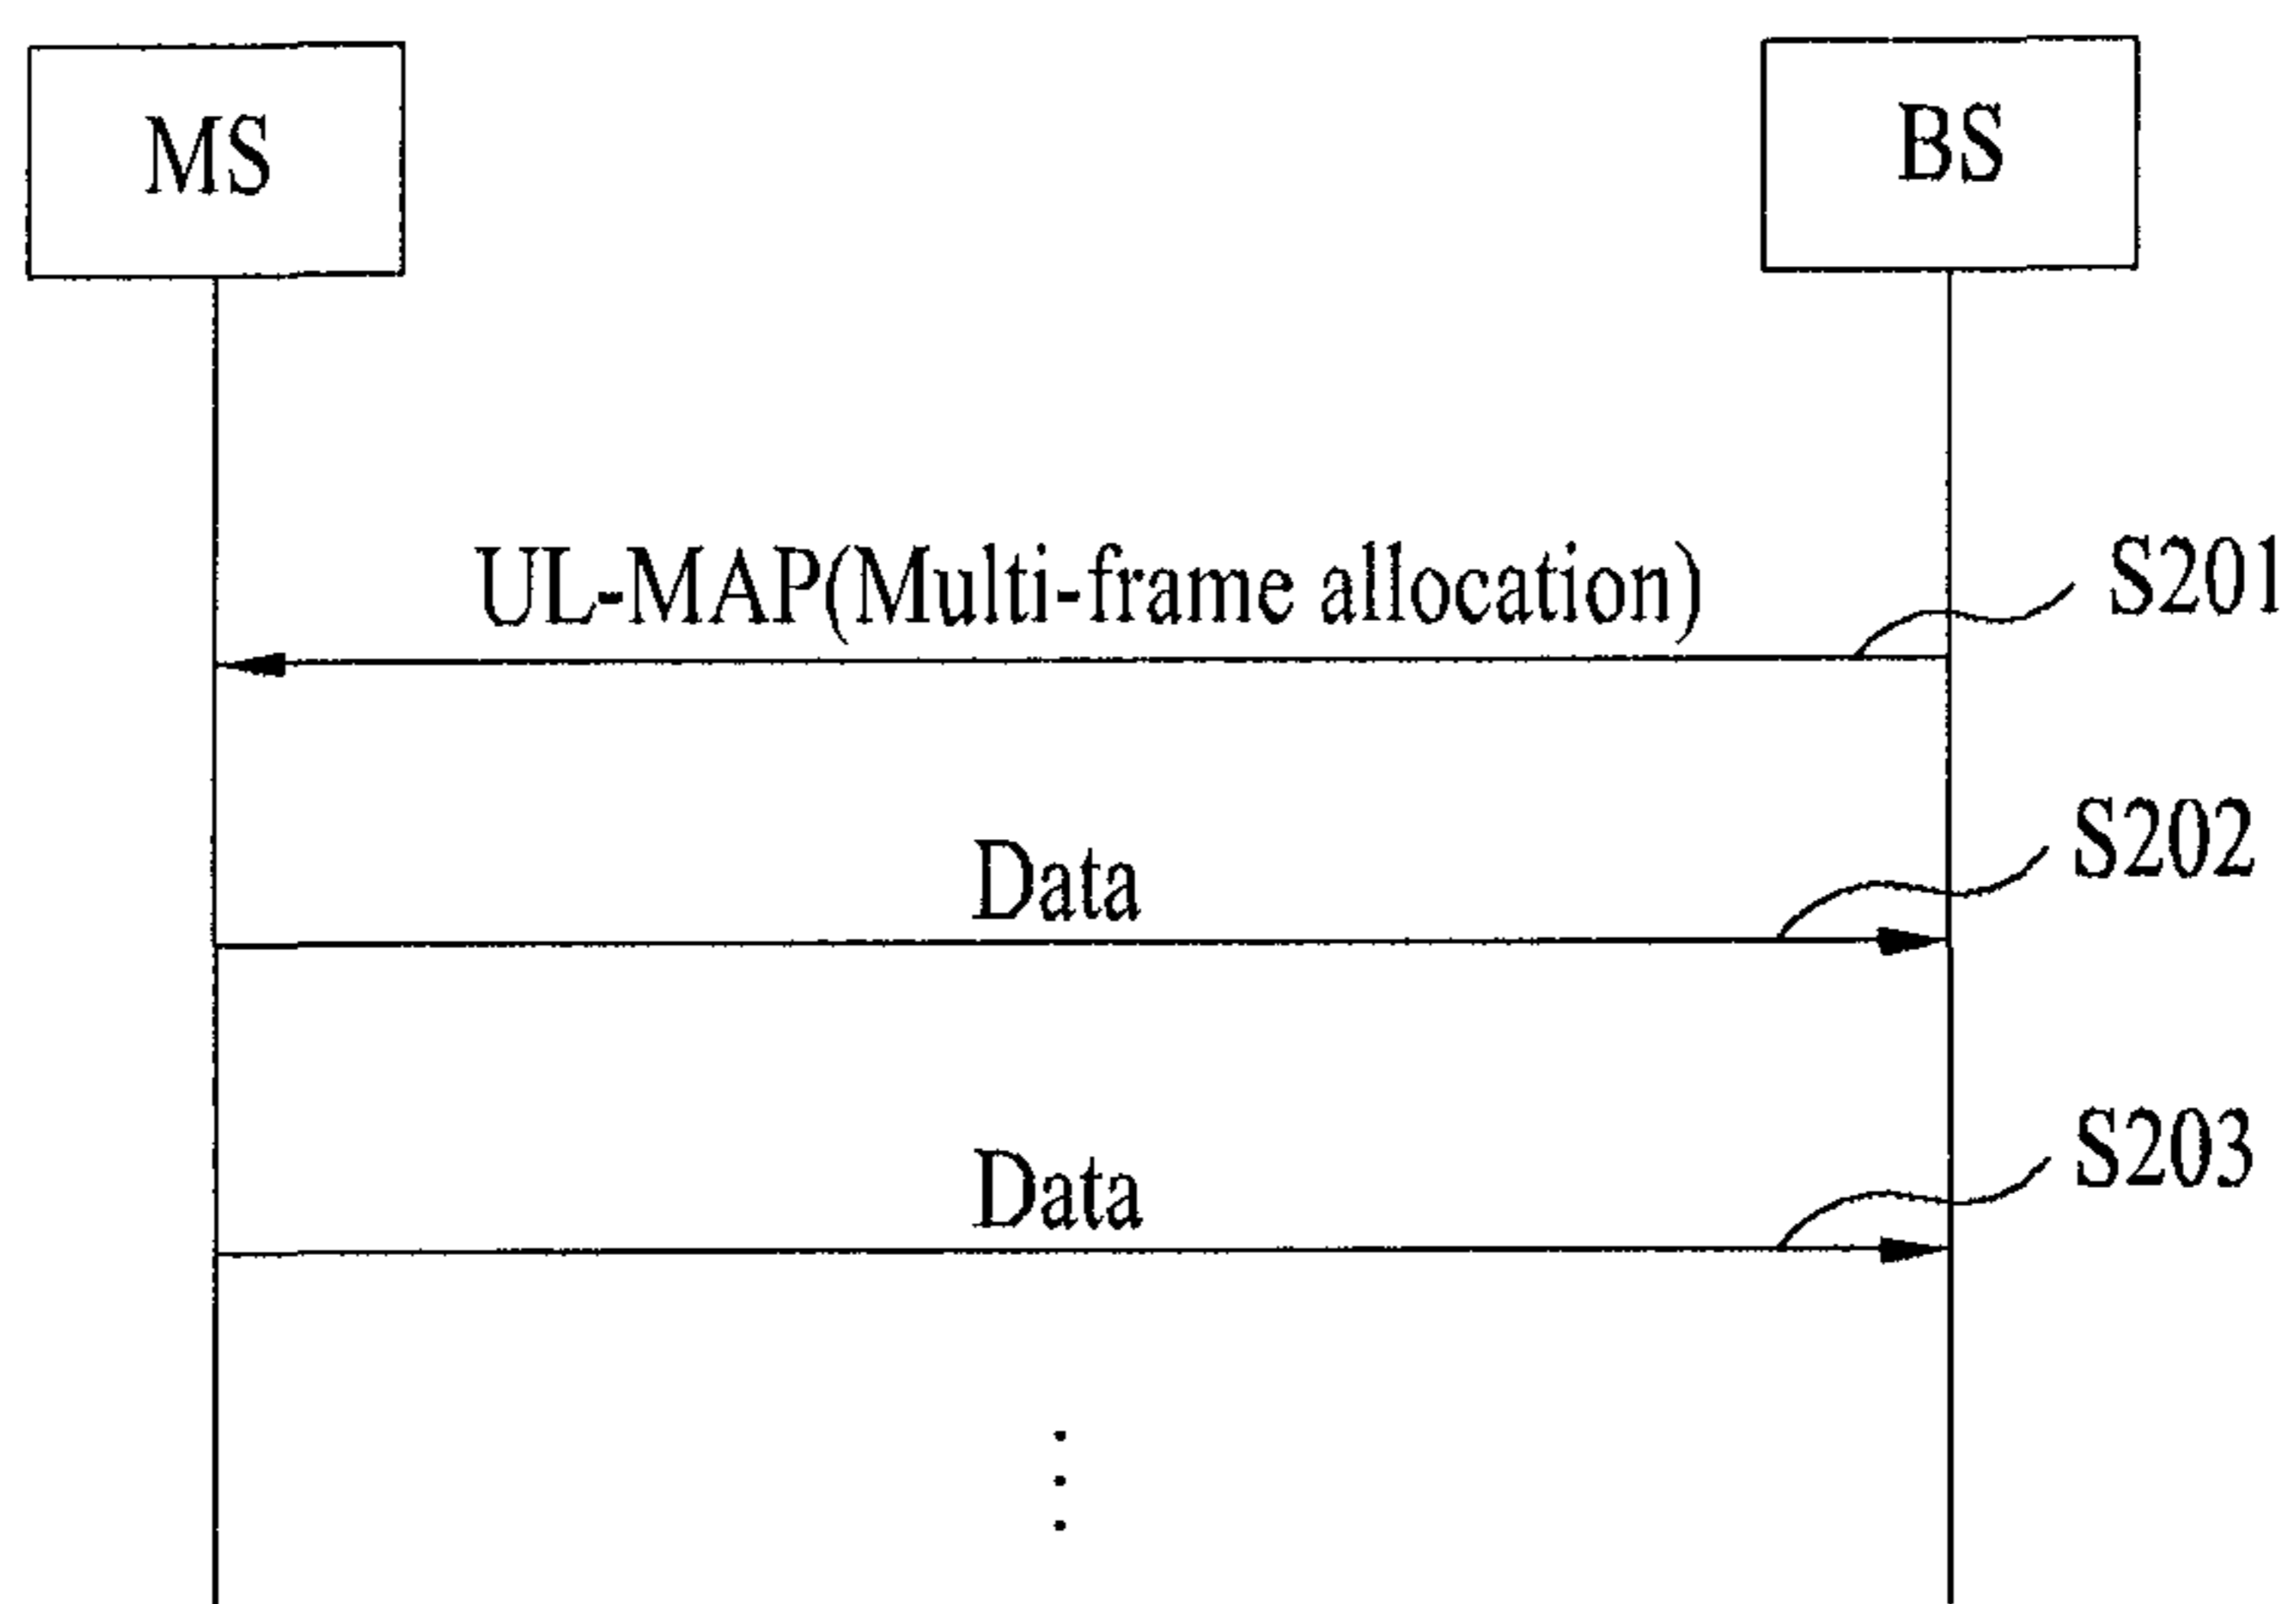 MS
BS
UL-MAP(Multi-frame allocation)
S201
Data
S202
Data
S203